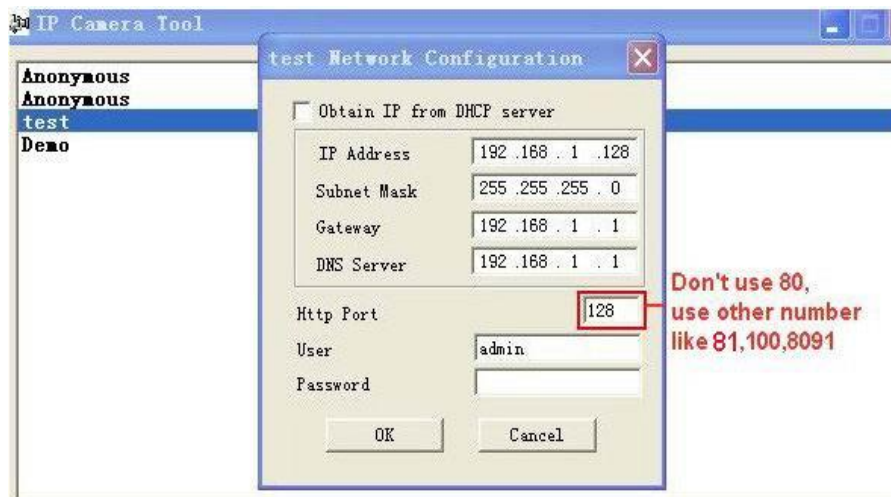 IP Camera Tool
Anonymous
Anonymous
test
Demo
test Network Configuration
Obtain IP from DHCP server
IP Address 192 .168 . 1 .128
Subnet Mask 255 .255 .255 . 0
Gateway 192 .168 . 1 . 1
DNS Server 192 .168 . 1 . 1
Http Port 128
User admin
Password
OK Cancel
Don't use 80,
use other number
like 81,100,8091